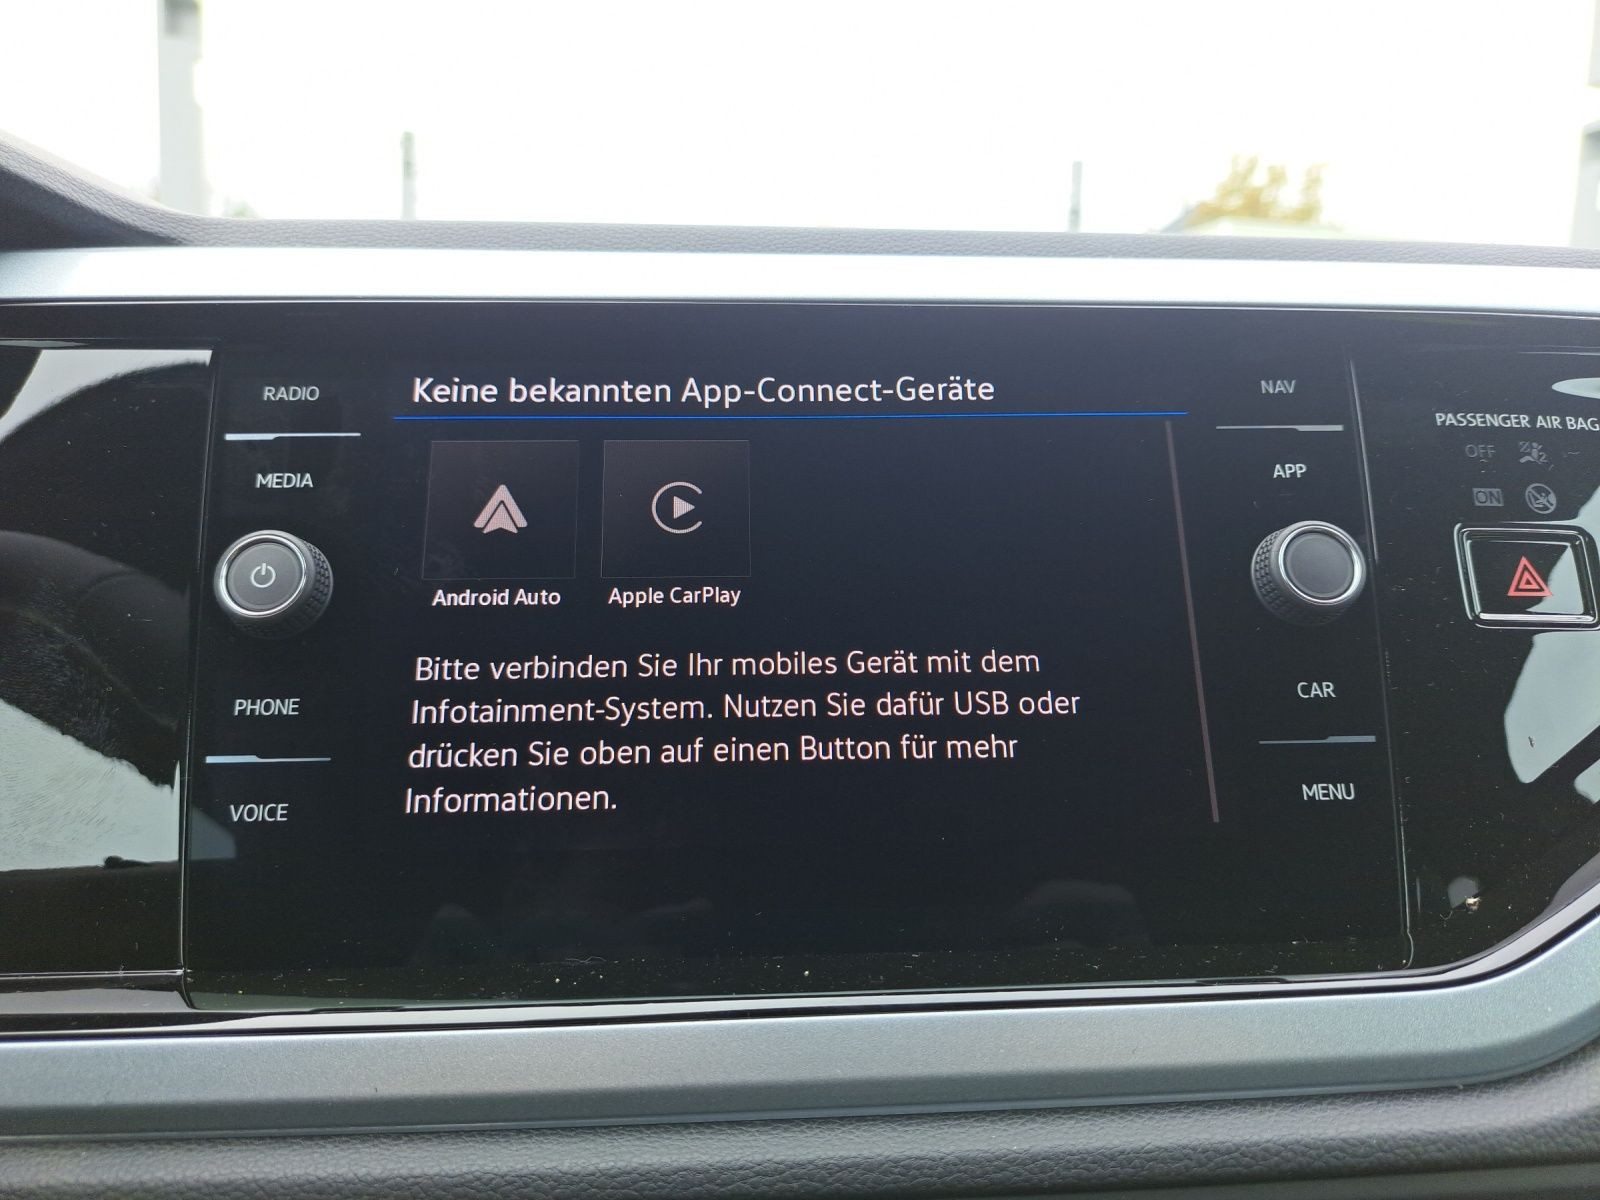 RADIO
MEDIA
PHONE
VOICE
Keine bekannten App-Connect-Geräte
Android Auto
Apple CarPlay
Bitte verbinden Sie Ihr mobiles Gerät mit dem
Infotainment-System. Nutzen Sie dafür USB oder
drücken Sie oben auf einen Button für mehr
Informationen.
NAV
APP
CAR
MENU
PASSENGER AIR BAG
OFF
ON